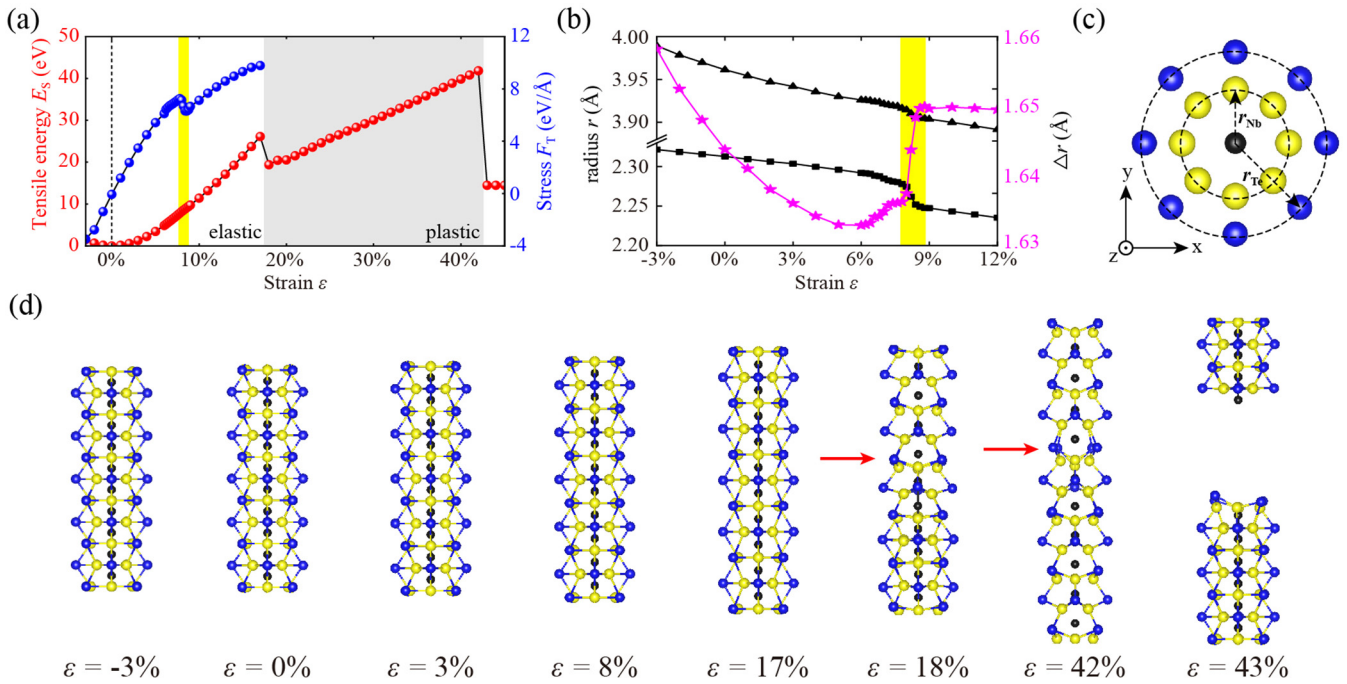 (a)
Tensile energy Eₛ (eV)
50
40
30
20
10
0
12
8
4
0
-4
Stress F_T (eV/Å)
elastic
plastic
0%
10%
20%
30%
40%
Strain ε
(b)
radius r (Å)
4.00
3.95
3.90
2.30
2.25
2.20
1.66
1.65
1.64
1.63
Δr (Å)
-3%
0%
3%
6%
9%
12%
Strain ε
(c)
r_Nb
r_Te
y
z
x
(d)
ε = -3%
ε = 0%
ε = 3%
ε = 8%
ε = 17%
ε = 18%
ε = 42%
ε = 43%